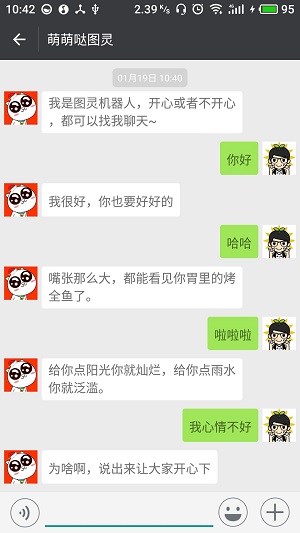 10:42
2.39 K/s
4G
95
萌萌哒图灵
01月19日 10:40
我是图灵机器人，开心或者不开心
，都可以找我聊天~
你好
我很好，你也要好好的
哈哈
嘴张那么大，都能看见你胃里的烤
全鱼了。
啦啦啦
给你点阳光你就灿烂，给你点雨水
你就泛滥。
我心情不好
为啥啊，说出来让大家开心下